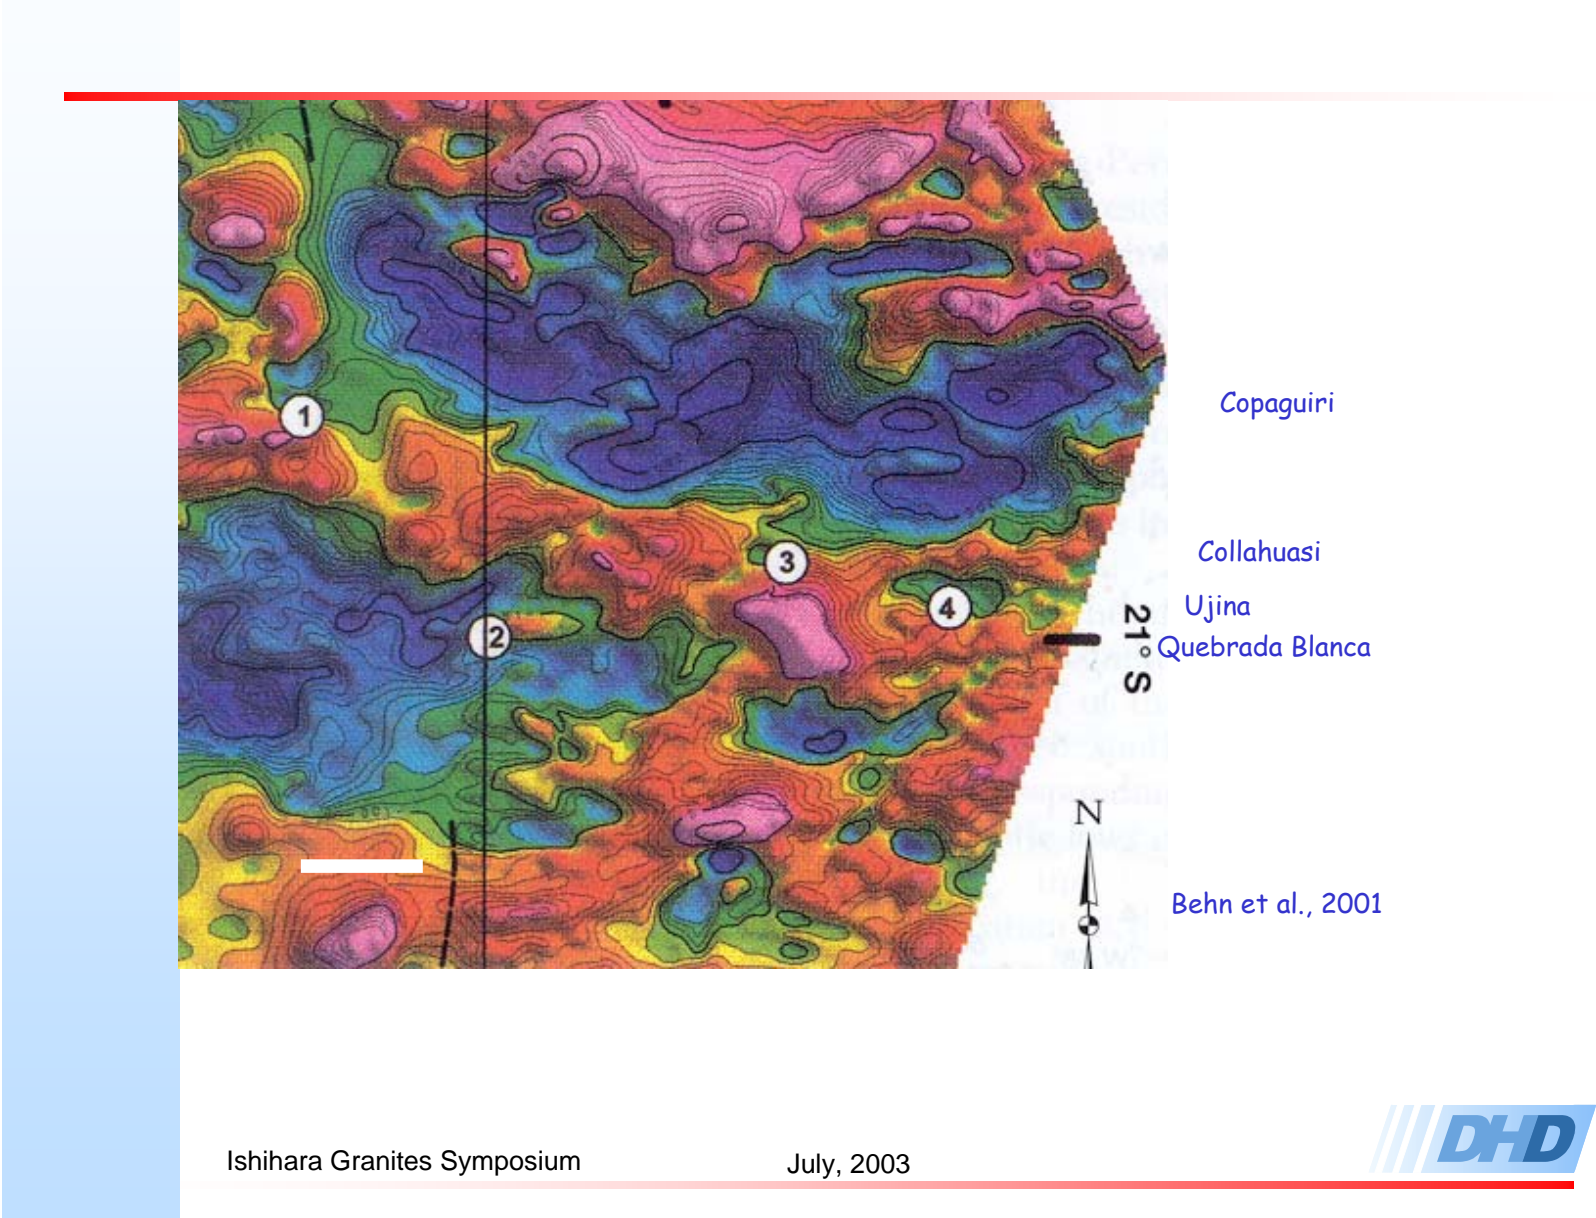 1
Copaguiri
Collahuasi
3
4
Ujina
2
21° S
Quebrada Blanca
N
Behn et al., 2001
Ishihara Granites Symposium
July, 2003
DHD